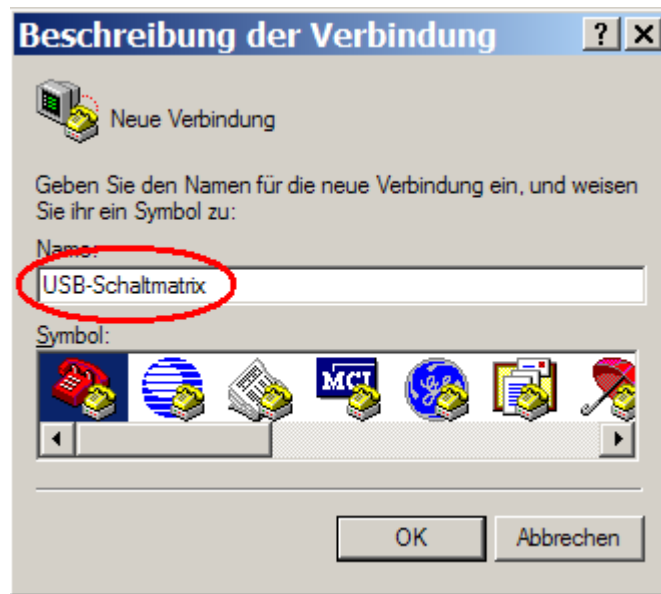 Beschreibung der Verbindung
Neue Verbindung
Geben Sie den Namen für die neue Verbindung ein, und weisen
Sie ihr ein Symbol zu:
Name:
USB-Schaltmatrix
Symbol:
MCI
OK
Abbrechen